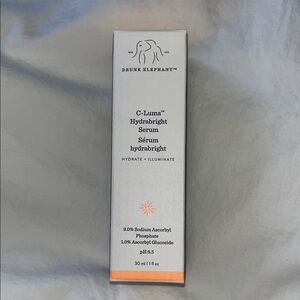 DRUNK ELEPHANT™
C-Luma™
Hydrabright
Serum
Sérum
hydrabright
HYDRATE + ILLUMINATE
9.0% Sodium Ascorbyl
Phosphate
1.0% Ascorbyl Glucoside
pH 6.5
30 ml / 1 fl oz